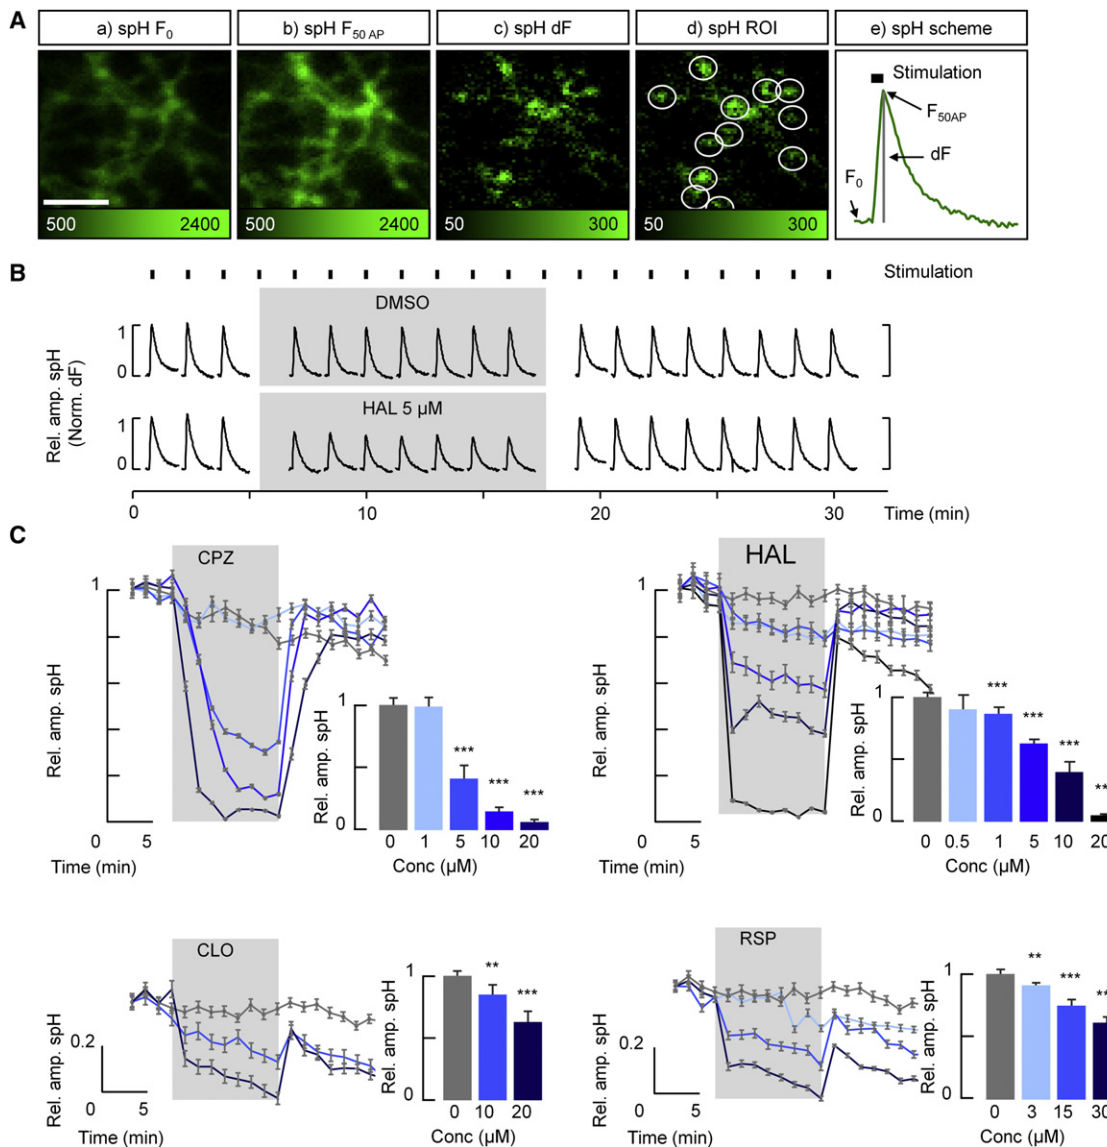 A
a) spH F0
b) spH F50 AP
c) spH dF
d) spH ROI
e) spH scheme
500 2400
500 2400
50 300
50 300
Stimulation
F50AP
dF
F0
B
Stimulation
DMSO
HAL 5 µM
Rel. amp. spH
(Norm. dF)
1
0
1
0
0 10 20 30
Time (min)
C
CPZ
1
Rel. amp. spH
0 5
Time (min)
Rel. amp. spH
1
0
*** *** ***
0 1 5 10 20
Conc (µM)
HAL
1
Rel. amp. spH
0 5
Time (min)
Rel. amp. spH
1
0
*** *** *** **
0 0.5 1 5 10 20
Conc (µM)
CLO
Rel. amp. spH
0.2
0 5
Time (min)
Rel. amp. spH
1
0
** ***
0 10 20
Conc (µM)
RSP
Rel. amp. spH
0.2
0 5
Time (min)
Rel. amp. spH
1
0
** *** **
0 3 15 30
Conc (µM)